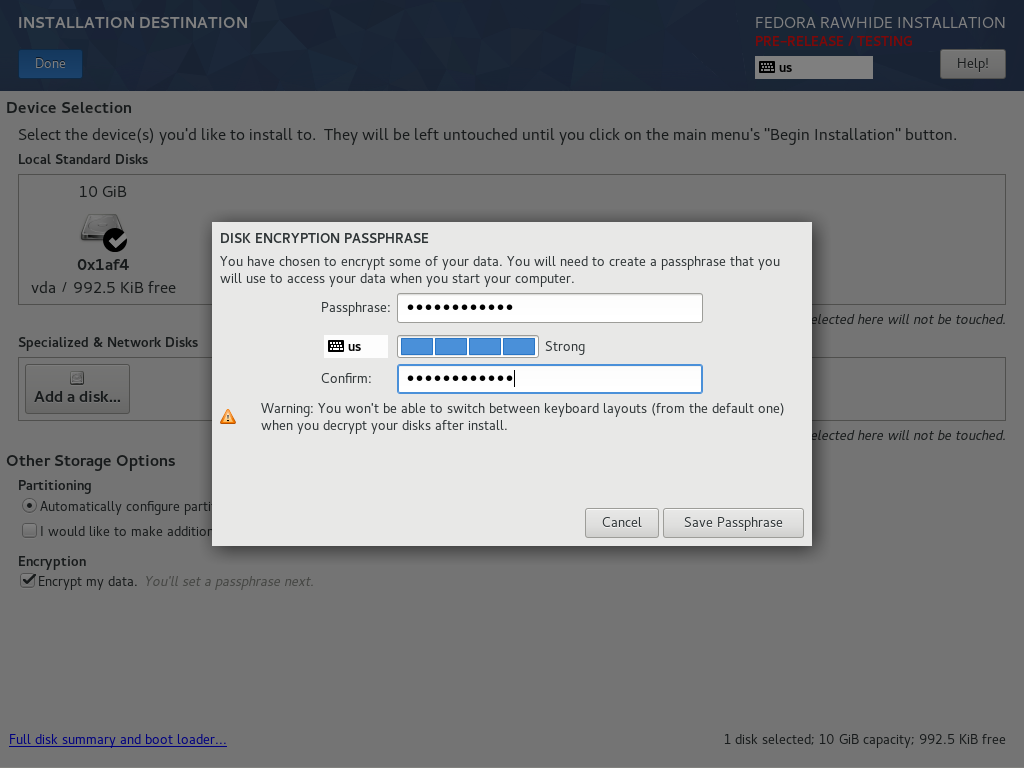 INSTALLATION DESTINATION
FEDORA RAWHIDE INSTALLATION
PRE-RELEASE / TESTING
Done
us
Help!
Device Selection
Select the device(s) you'd like to install to.  They will be left untouched until you click on the main menu's "Begin Installation" button.
Local Standard Disks
10 GiB
0x1af4
vda / 992.5 KiB free
elected here will not be touched.
Specialized & Network Disks
Add a disk...
elected here will not be touched.
Other Storage Options
Partitioning
Automatically configure parti
I would like to make addition
Encryption
Encrypt my data. You'll set a passphrase next.
DISK ENCRYPTION PASSPHRASE
You have chosen to encrypt some of your data. You will need to create a passphrase that you
will use to access your data when you start your computer.
Passphrase: ●●●●●●●●●●●●
us Strong
Confirm: ●●●●●●●●●●●●
Warning: You won't be able to switch between keyboard layouts (from the default one)
when you decrypt your disks after install.
Cancel
Save Passphrase
Full disk summary and boot loader...
1 disk selected; 10 GiB capacity; 992.5 KiB free